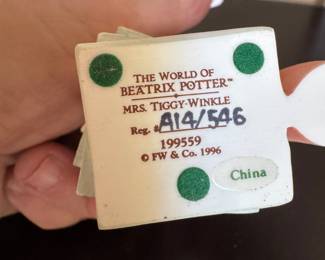 THE WORLD OF
BEATRIX POTTER™
MRS. TIGGY-WINKLE
Reg. # A14/546
199559
© FW & Co. 1996
China